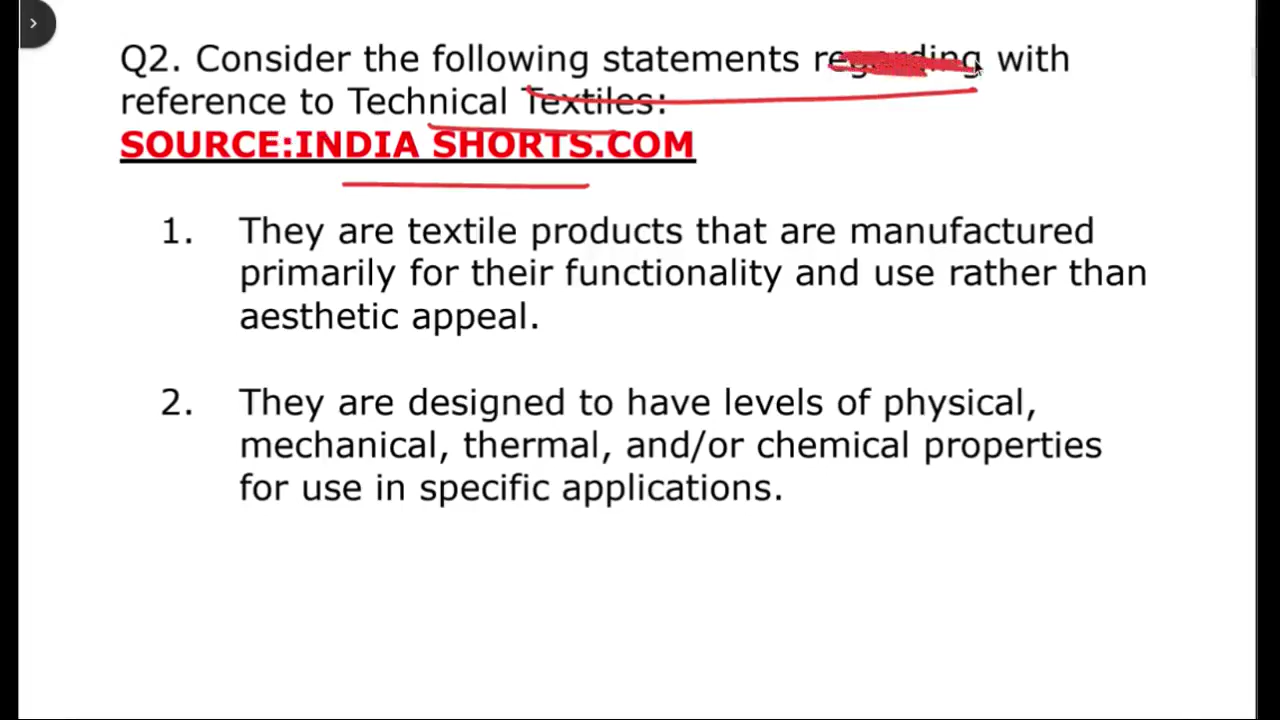 Q2. Consider the following statements regarding with
reference to Technical Textiles:
SOURCE:INDIA SHORTS.COM
1. They are textile products that are manufactured
primarily for their functionality and use rather than
aesthetic appeal.
2. They are designed to have levels of physical,
mechanical, thermal, and/or chemical properties
for use in specific applications.